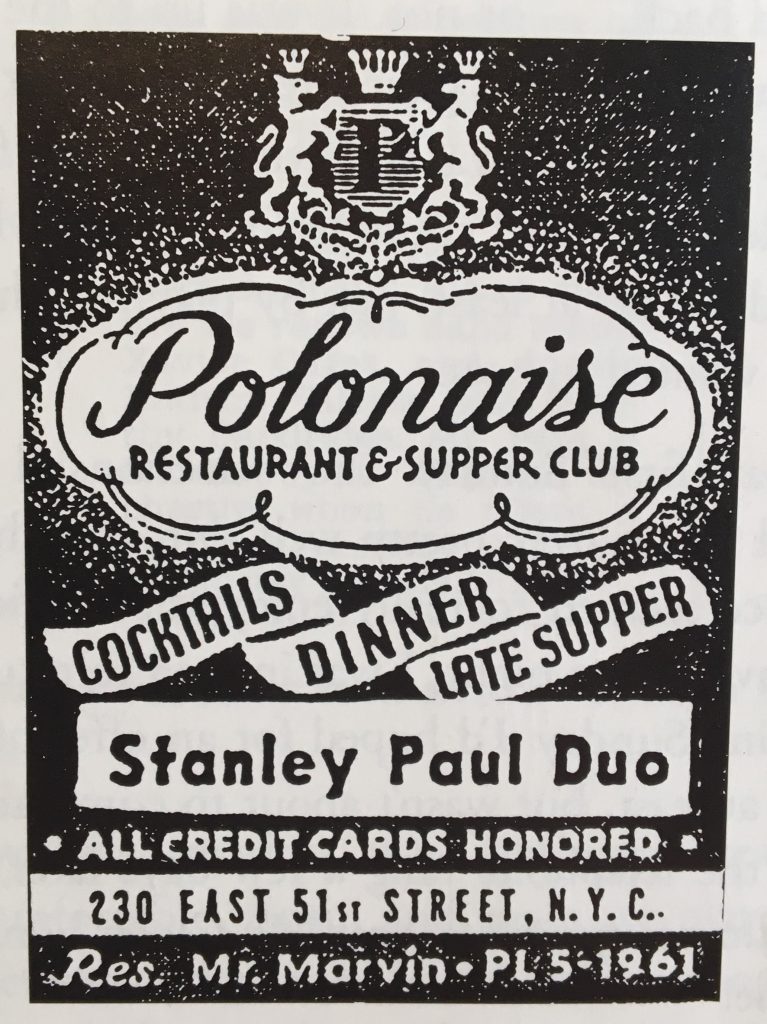 P
Polonaise
RESTAURANT & SUPPER CLUB
COCKTAILS
DINNER
LATE SUPPER
Stanley Paul Duo
• ALL CREDIT CARDS HONORED •
230 EAST 51st STREET, N.Y.C..
Res. Mr. Marvin • PL 5-1961